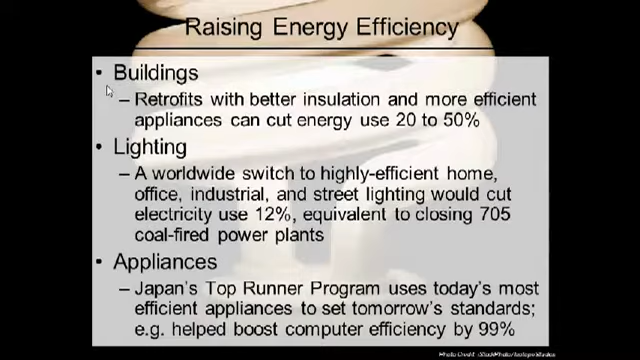 Raising Energy Efficiency
• Buildings
– Retrofits with better insulation and more efficient
appliances can cut energy use 20 to 50%
• Lighting
– A worldwide switch to highly-efficient home,
office, industrial, and street lighting would cut
electricity use 12%, equivalent to closing 705
coal-fired power plants
• Appliances
– Japan's Top Runner Program uses today's most
efficient appliances to set tomorrow's standards;
e.g. helped boost computer efficiency by 99%
Photo Credit: iStockPhoto/